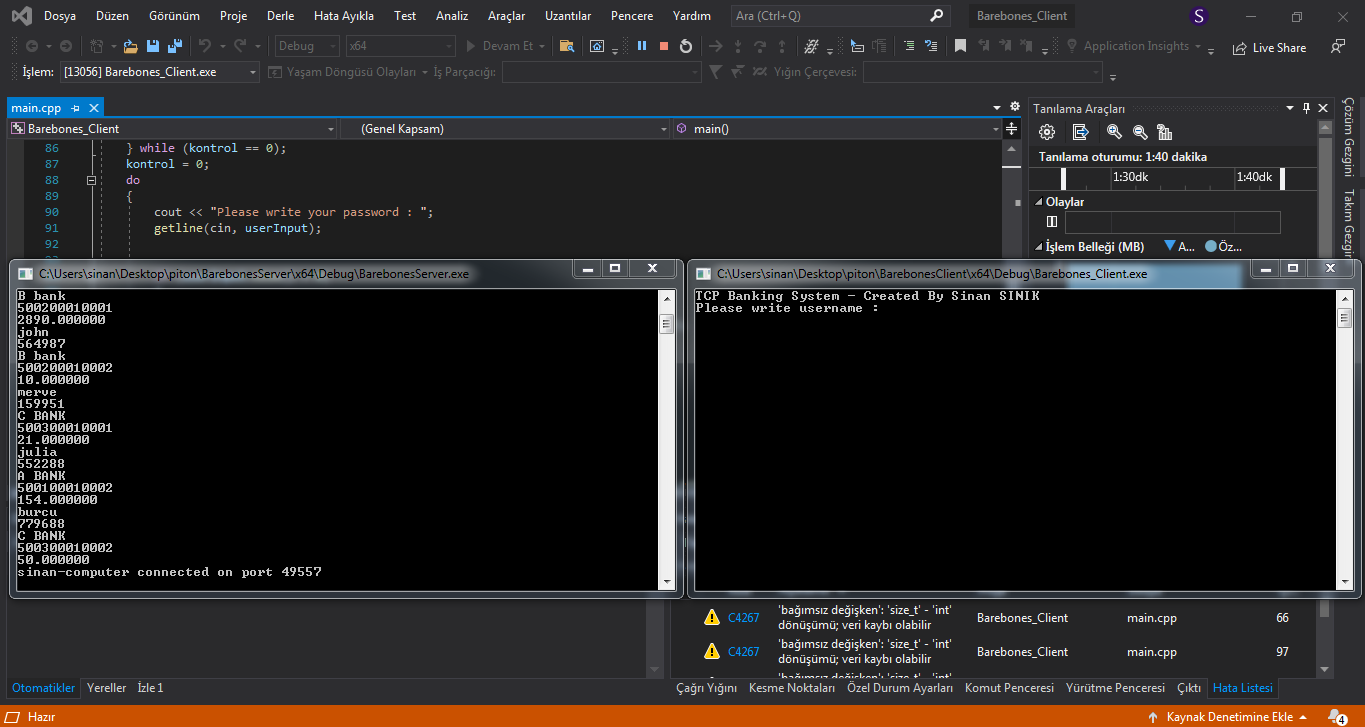 Dosya Düzen Görünüm Proje Derle Hata Ayıkla Test Analiz Araçlar Uzantılar Pencere Yardım Ara (Ctrl+Q) Barebones_Client S
Debug x64 Devam Et Application Insights Live Share
İşlem: [13056] Barebones_Client.exe Yaşam Döngüsü Olayları İş Parçacığı: Yığın Çerçevesi:
main.cpp
Barebones_Client (Genel Kapsam) main()
86 } while (kontrol == 0);
87 kontrol = 0;
88 do
89 {
90 cout << "Please write your password : ";
91 getline(cin, userInput);
92
Tanılama Araçları
Tanılama oturumu: 1:40 dakika
1:30dk 1:40dk
Olaylar
İşlem Belleği (MB) A... Öz...
Çözüm Gezgini
Takım Gezgini
C:\Users\sinan\Desktop\piton\BarebonesServer\x64\Debug\BarebonesServer.exe
B bank
500200010001
2890.000000
john
564987
B bank
500200010002
10.000000
merve
159951
C BANK
500300010001
21.000000
julia
552288
A BANK
500100010002
154.000000
burcu
779688
C BANK
500300010002
50.000000
sinan-computer connected on port 49557
C:\Users\sinan\Desktop\piton\BarebonesClient\x64\Debug\Barebones_Client.exe
TCP Banking System - Created By Sinan SINIK
Please write username :
C4267 'bağımsız değişken': 'size_t' - 'int' Barebones_Client main.cpp 66
dönüşümü; veri kaybı olabilir
C4267 'bağımsız değişken': 'size_t' - 'int' Barebones_Client main.cpp 97
dönüşümü; veri kaybı olabilir
Otomatikler Yereller İzle 1
Çağrı Yığını Kesme Noktaları Özel Durum Ayarları Komut Penceresi Yürütme Penceresi Çıktı Hata Listesi
Hazır Kaynak Denetimine Ekle 4